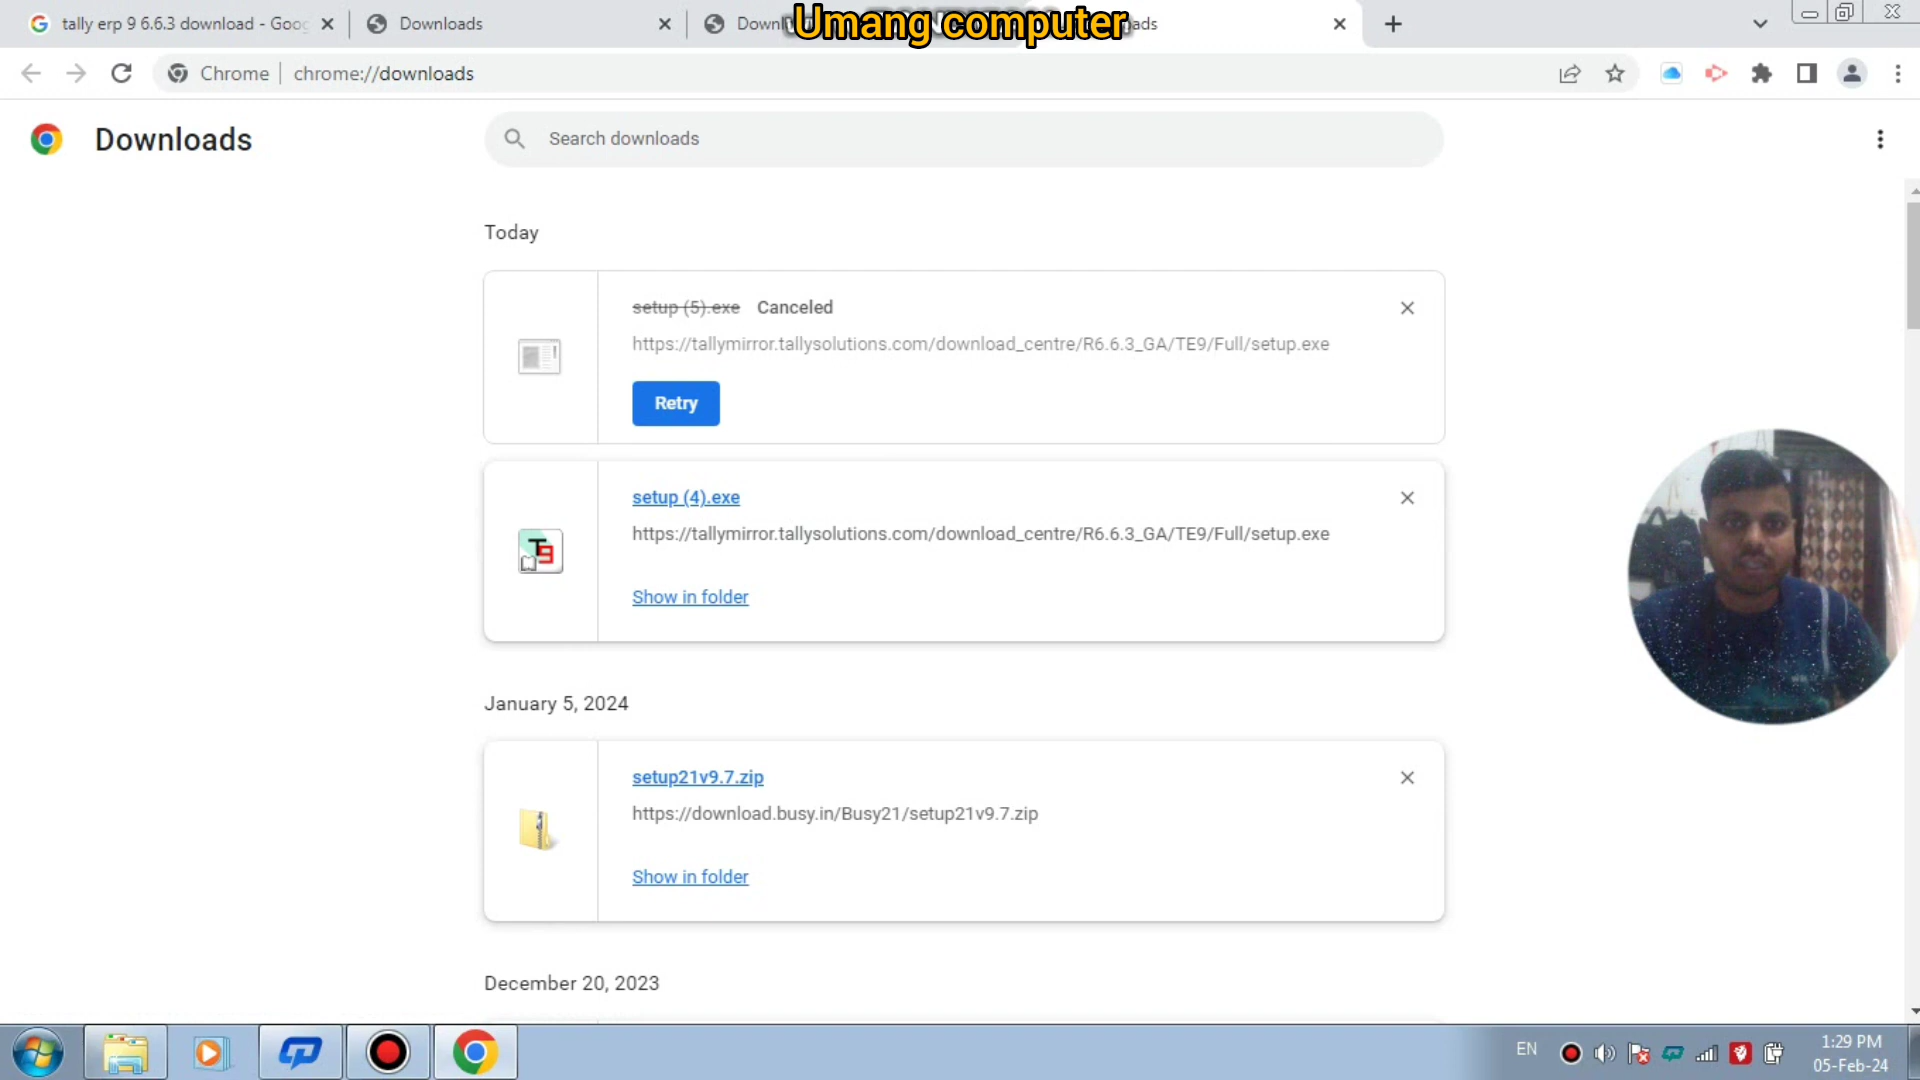 tally erp 9 6.6.3 download - Goo
Downloads
Umang computer
Chrome
chrome://downloads
Downloads
Search downloads
Today
setup (5).exe Canceled
https://tallymirror.tallysolutions.com/download_centre/R6.6.3_GA/TE9/Full/setup.exe
Retry
setup (4).exe
https://tallymirror.tallysolutions.com/download_centre/R6.6.3_GA/TE9/Full/setup.exe
Show in folder
January 5, 2024
setup21v9.7.zip
https://download.busy.in/Busy21/setup21v9.7.zip
Show in folder
December 20, 2023
EN
1:29 PM
05-Feb-24